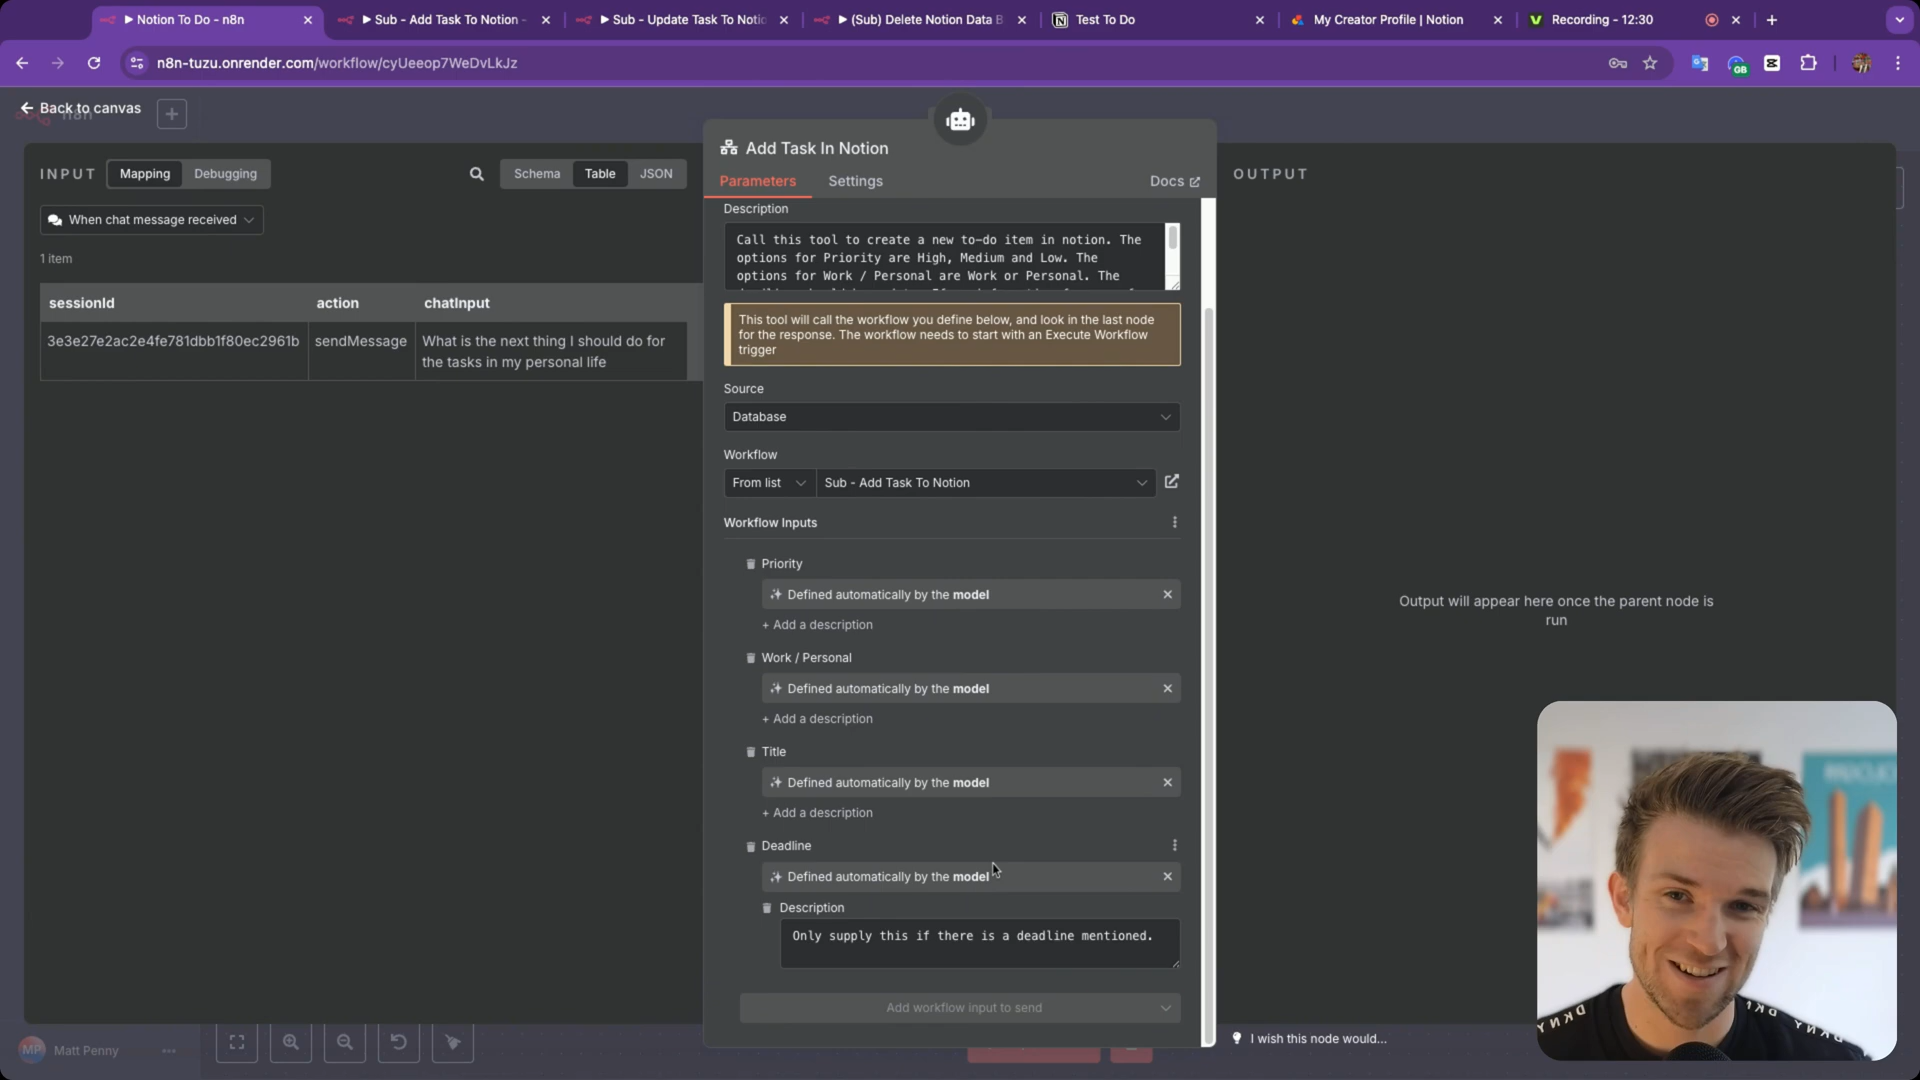 Notion To Do - n8n
Sub - Add Task To Notion -
Sub - Update Task To Notio
(Sub) Delete Notion Data B
Test To Do
My Creator Profile | Notion
Recording - 12:30
n8n-tuzu.onrender.com/workflow/cyUeeop7WeDvLkJz
GB
Back to canvas
n8n
INPUT
Mapping
Debugging
Schema
Table
JSON
When chat message received
1 item
sessionId
action
chatInput
3e3e27e2ac2e4fe781dbb1f80ec2961b
sendMessage
What is the next thing I should do for
the tasks in my personal life
Add Task In Notion
Parameters
Settings
Docs
Description
Call this tool to create a new to-do item in notion. The
options for Priority are High, Medium and Low. The
options for Work / Personal are Work or Personal. The
This tool will call the workflow you define below, and look in the last node
for the response. The workflow needs to start with an Execute Workflow
trigger
Source
Database
Workflow
From list
Sub - Add Task To Notion
Workflow Inputs
Priority
Defined automatically by the model
+ Add a description
Work / Personal
Defined automatically by the model
+ Add a description
Title
Defined automatically by the model
+ Add a description
Deadline
Defined automatically by the model
Description
Only supply this if there is a deadline mentioned.
Add workflow input to send
OUTPUT
Output will appear here once the parent node is
run
I wish this node would...
MP
Matt Penny
DKNY